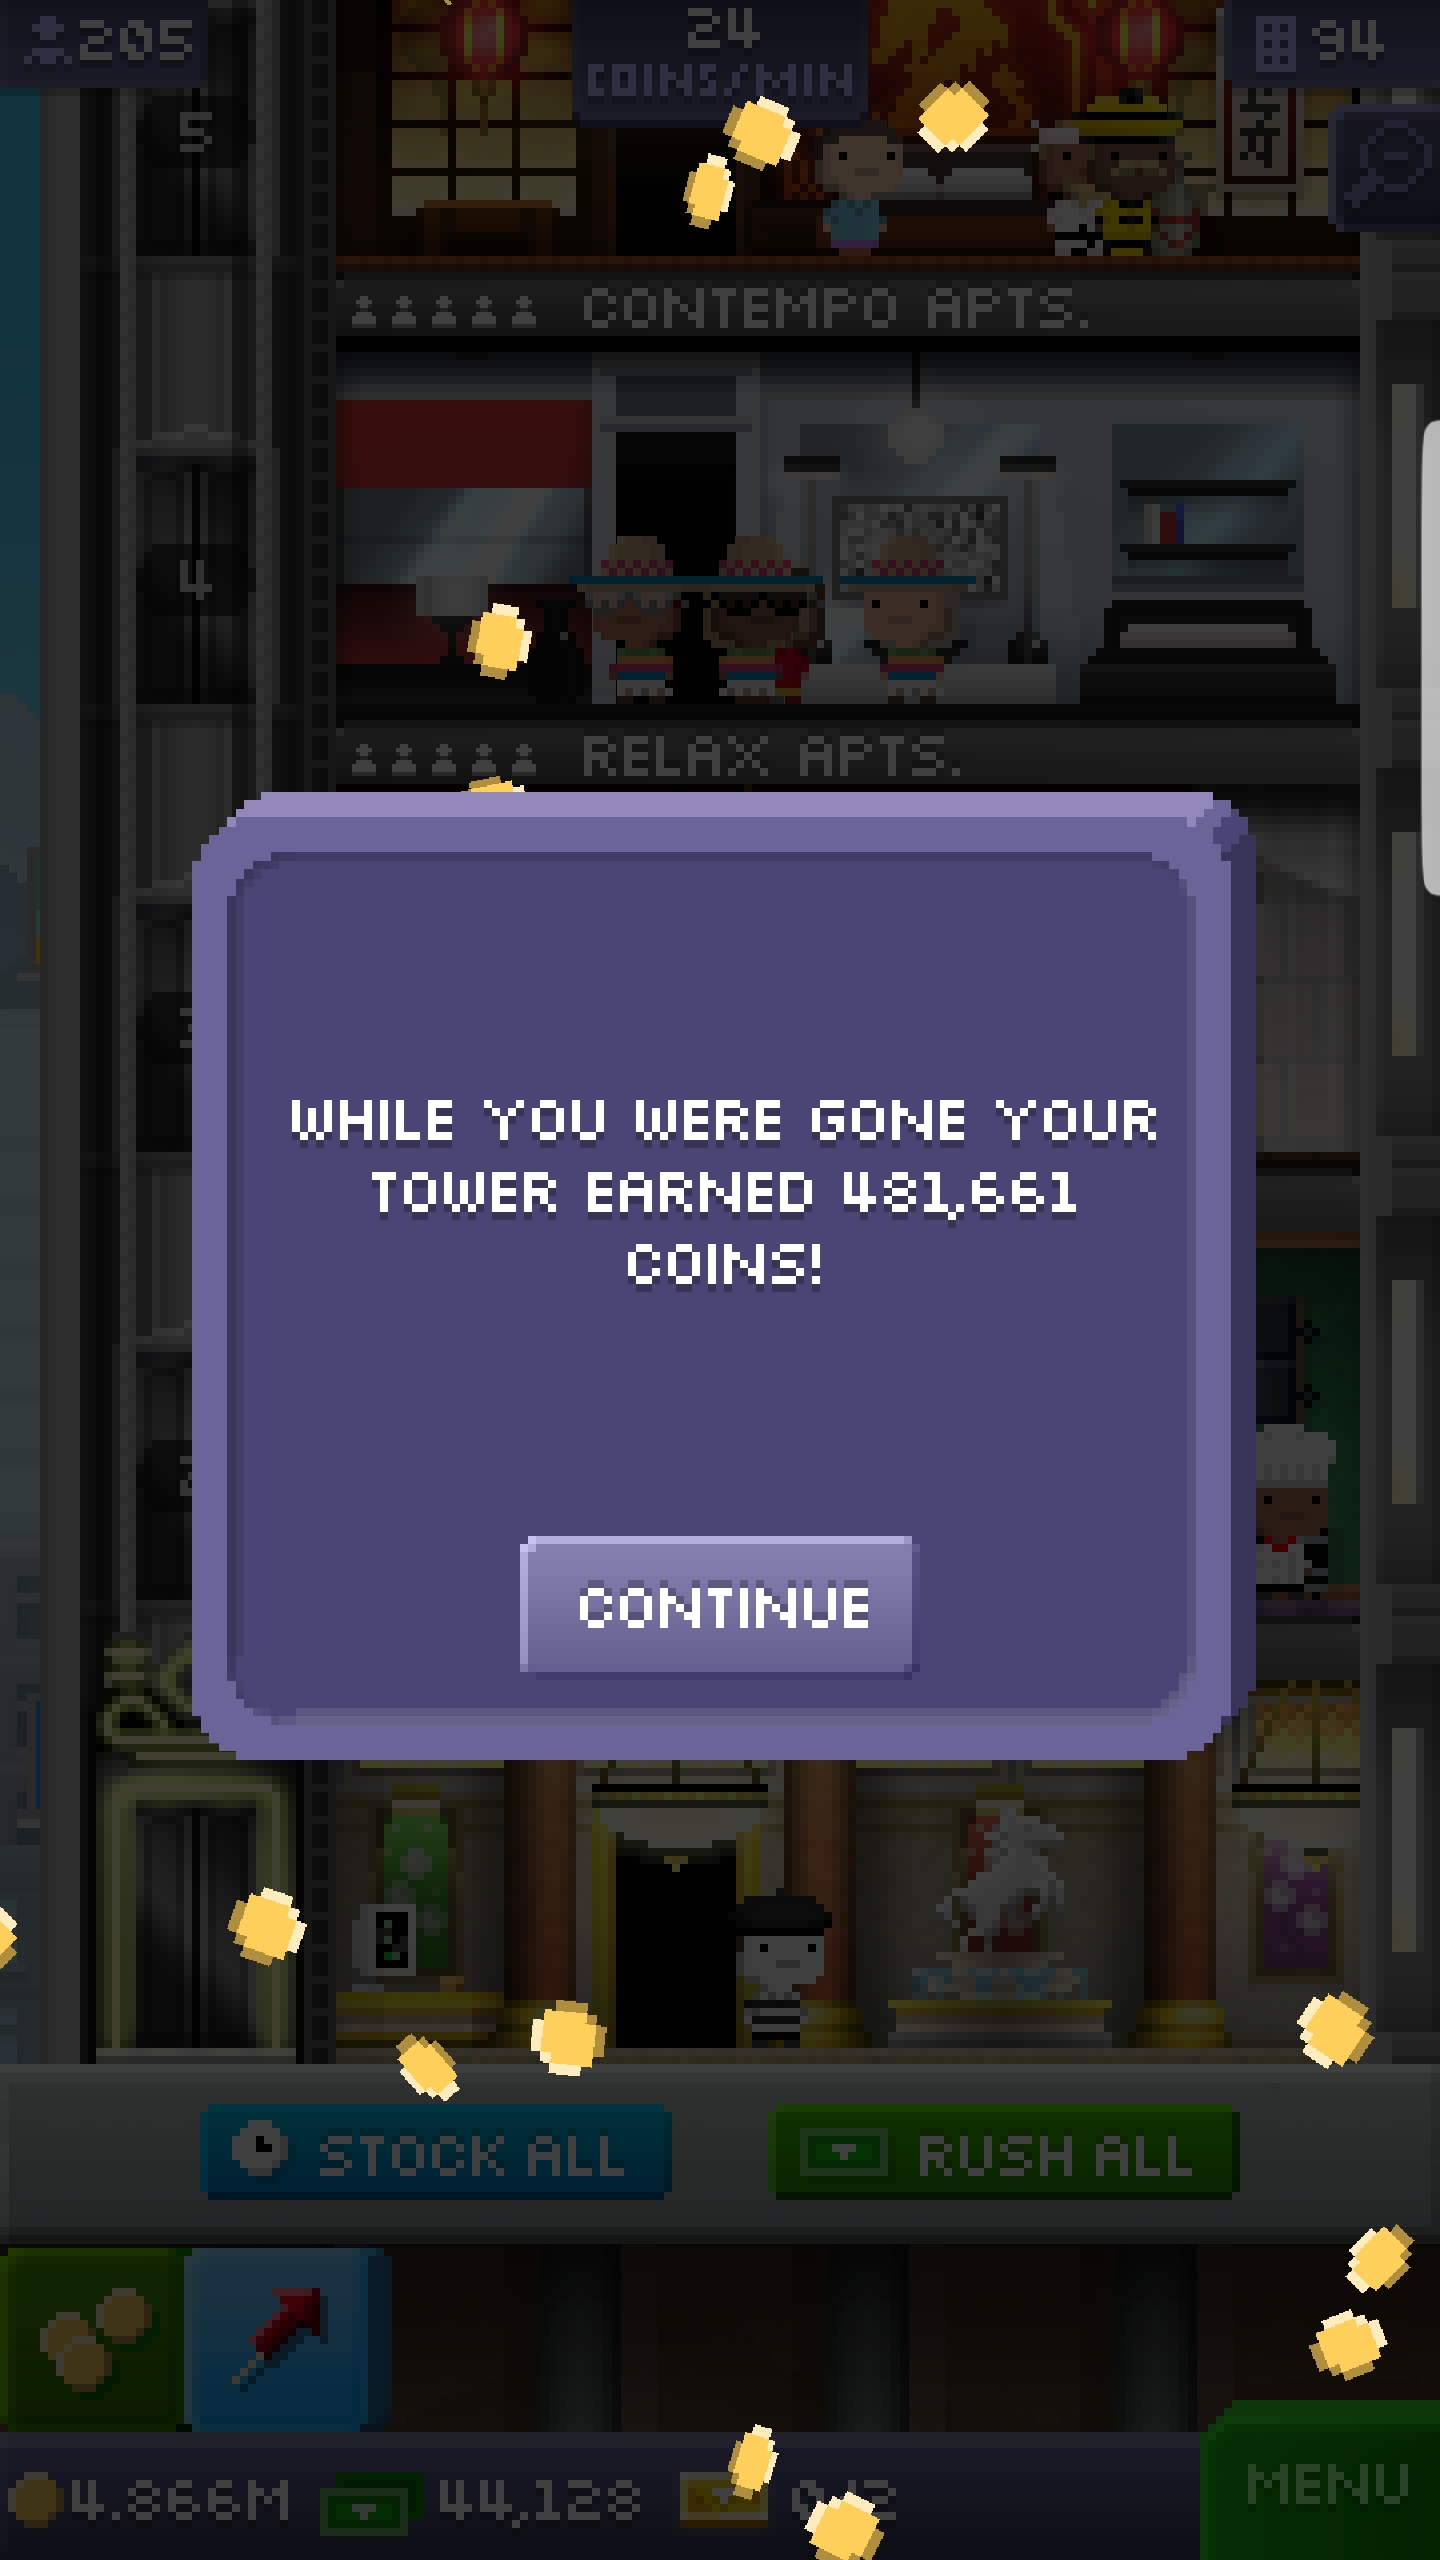 205
24
COINS/MIN
94
5
CONTEMPO APTS.
4
RELAX APTS.
WHILE YOU WERE GONE YOUR
TOWER EARNED 481,661
COINS!
CONTINUE
STOCK ALL
RUSH ALL
4.866M
44,128
MENU